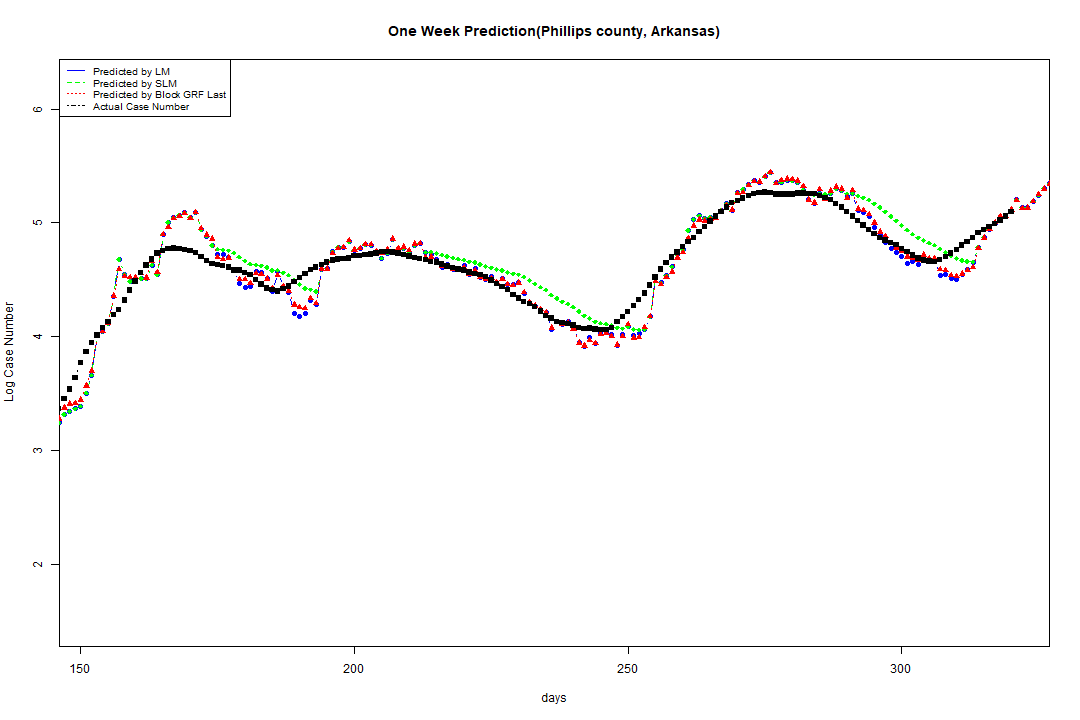 One Week Prediction(Phillips county, Arkansas)
Predicted by LM
Predicted by SLM
Predicted by Block GRF Last
Actual Case Number
6
5
4
3
2
Log Case Number
150 200 250 300
days